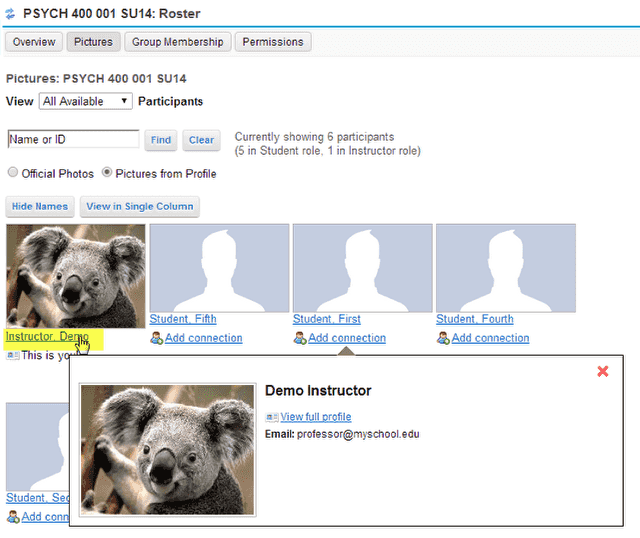 PSYCH 400 001 SU14: Roster
Overview Pictures Group Membership Permissions
Pictures: PSYCH 400 001 SU14
View All Available Participants
Name or ID Find Clear Currently showing 6 participants
(5 in Student role, 1 in Instructor role)
Official Photos Pictures from Profile
Hide Names View in Single Column
Instructor, Demo
This is you
Student, Fifth
Add connection
Student, First
Add connection
Student, Fourth
Add connection
Demo Instructor
View full profile
Email: professor@myschool.edu
Student, Sec
Add conn